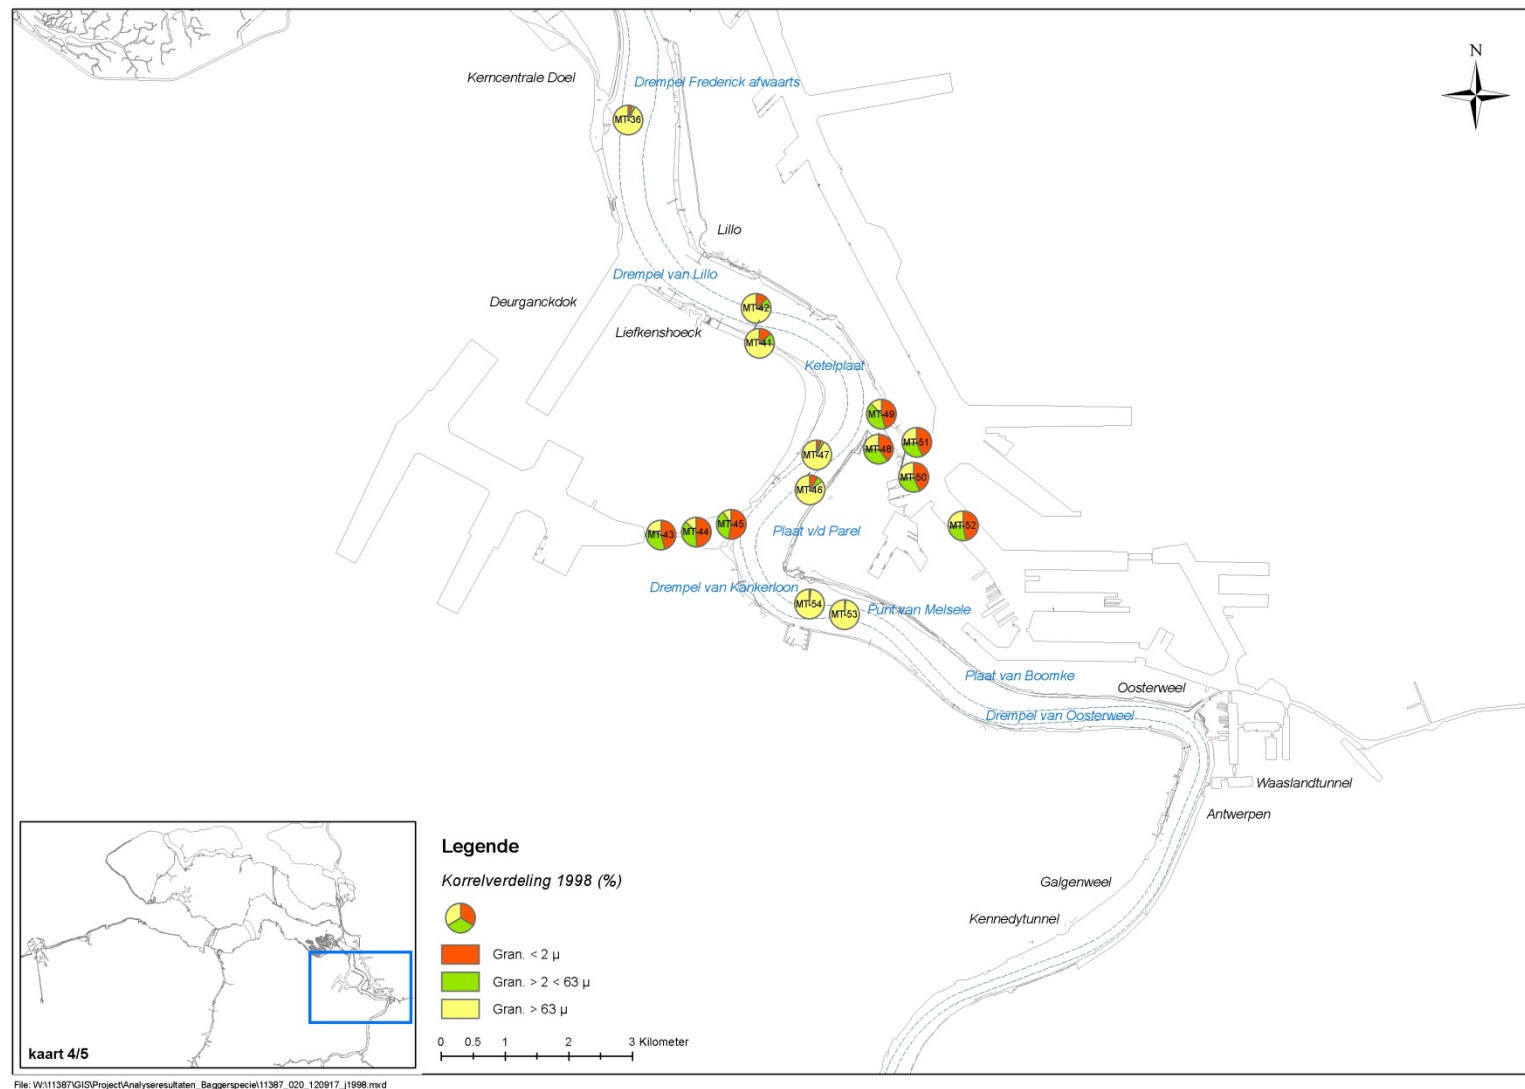 N
Kerncentrale Doel
Drempel Frederick afwaarts
MT-36
Lillo
Drempel van Lillo
Deurganckdok
MT-42
Liefkenshoeck
MT-41
Ketelplaat
MT-49
MT-51
MT-48
MT-47
MT-50
MT-46
MT-45
MT-52
MT-44
MT-43
Plaat v/d Parel
Drempel van Kankerloon
MT-54
MT-53
Punt van Melsele
Plaat van Boomke
Oosterweel
Drempel van Oosterweel
Waaslandtunnel
Antwerpen
Galgenweel
Kennedytunnel
Legende
Korrelverdeling 1998 (%)
Gran. < 2 µ
Gran. > 2 < 63 µ
Gran. > 63 µ
0 0.5 1 2 3 Kilometer
kaart 4/5
File: W:\11387\GIS\Project\Analyseresultaten_Baggerspecie\11387_020_120917_j1998.mxd